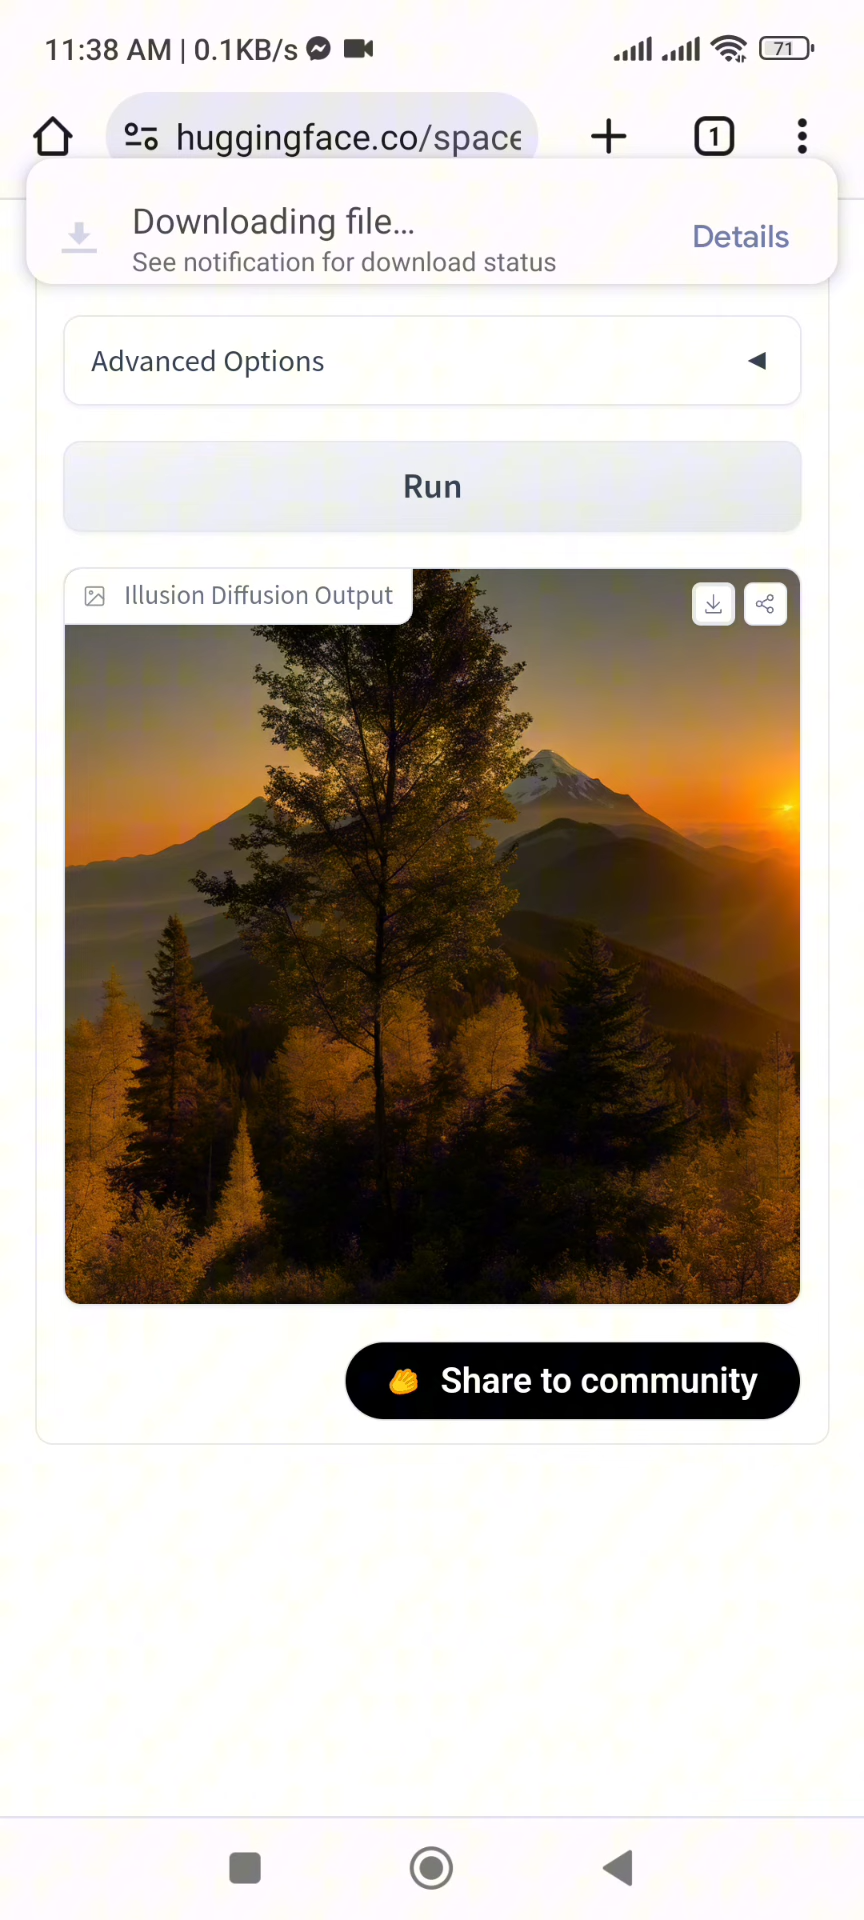 11:38 AM | 0.1KB/s
71
huggingface.co/space
1
Downloading file...
See notification for download status
Details
Advanced Options
Run
Illusion Diffusion Output
Share to community